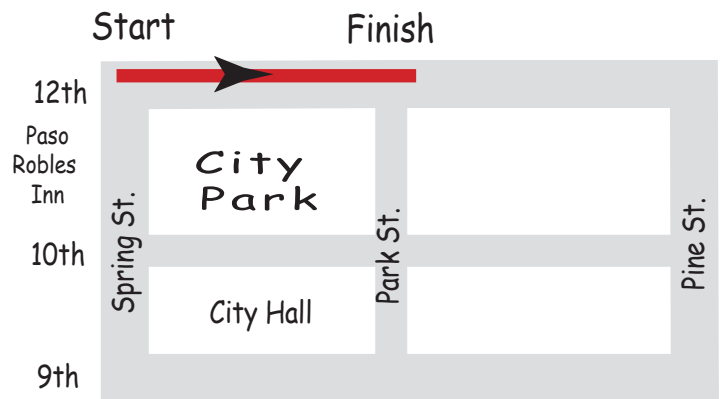 Start
Finish
12th
Paso
Robles
Inn
City
Park
Spring St.
Park St.
Pine St.
10th
City Hall
9th